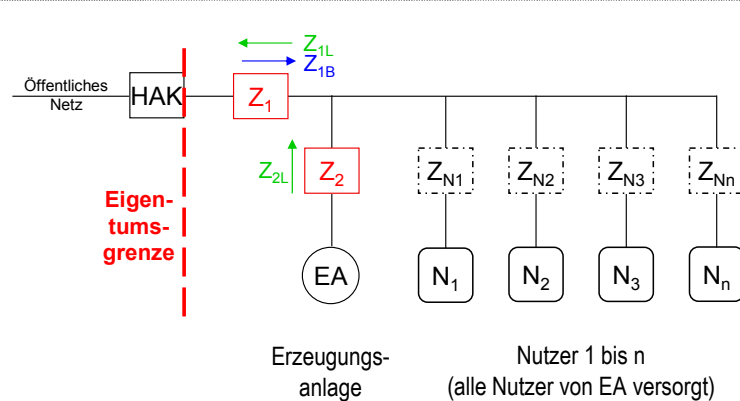 Z1L
Z1B
Öffentliches
Netz
HAK
Z1
Z2L
Z2
ZN1
ZN2
ZN3
ZNn
Eigen-
tums-
grenze
EA
N1
N2
N3
Nn
Erzeugungs-
anlage
Nutzer 1 bis n
(alle Nutzer von EA versorgt)